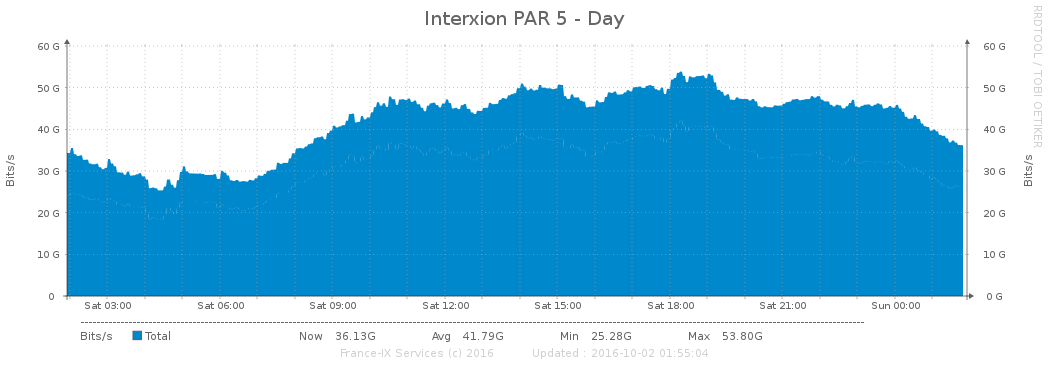 Interxion PAR 5 - Day
RRDTOOL / TOBI OETIKER
60 G 60 G
50 G 50 G
40 G 40 G
30 G 30 G
20 G 20 G
10 G 10 G
0 0 G
Bits/s
Bits/s
Sat 03:00 Sat 06:00 Sat 09:00 Sat 12:00 Sat 15:00 Sat 18:00 Sat 21:00 Sun 00:00
Bits/s Total Now 36.13G Avg 41.79G Min 25.28G Max 53.80G
France-IX Services (c) 2016 Updated : 2016-10-02 01:55:04